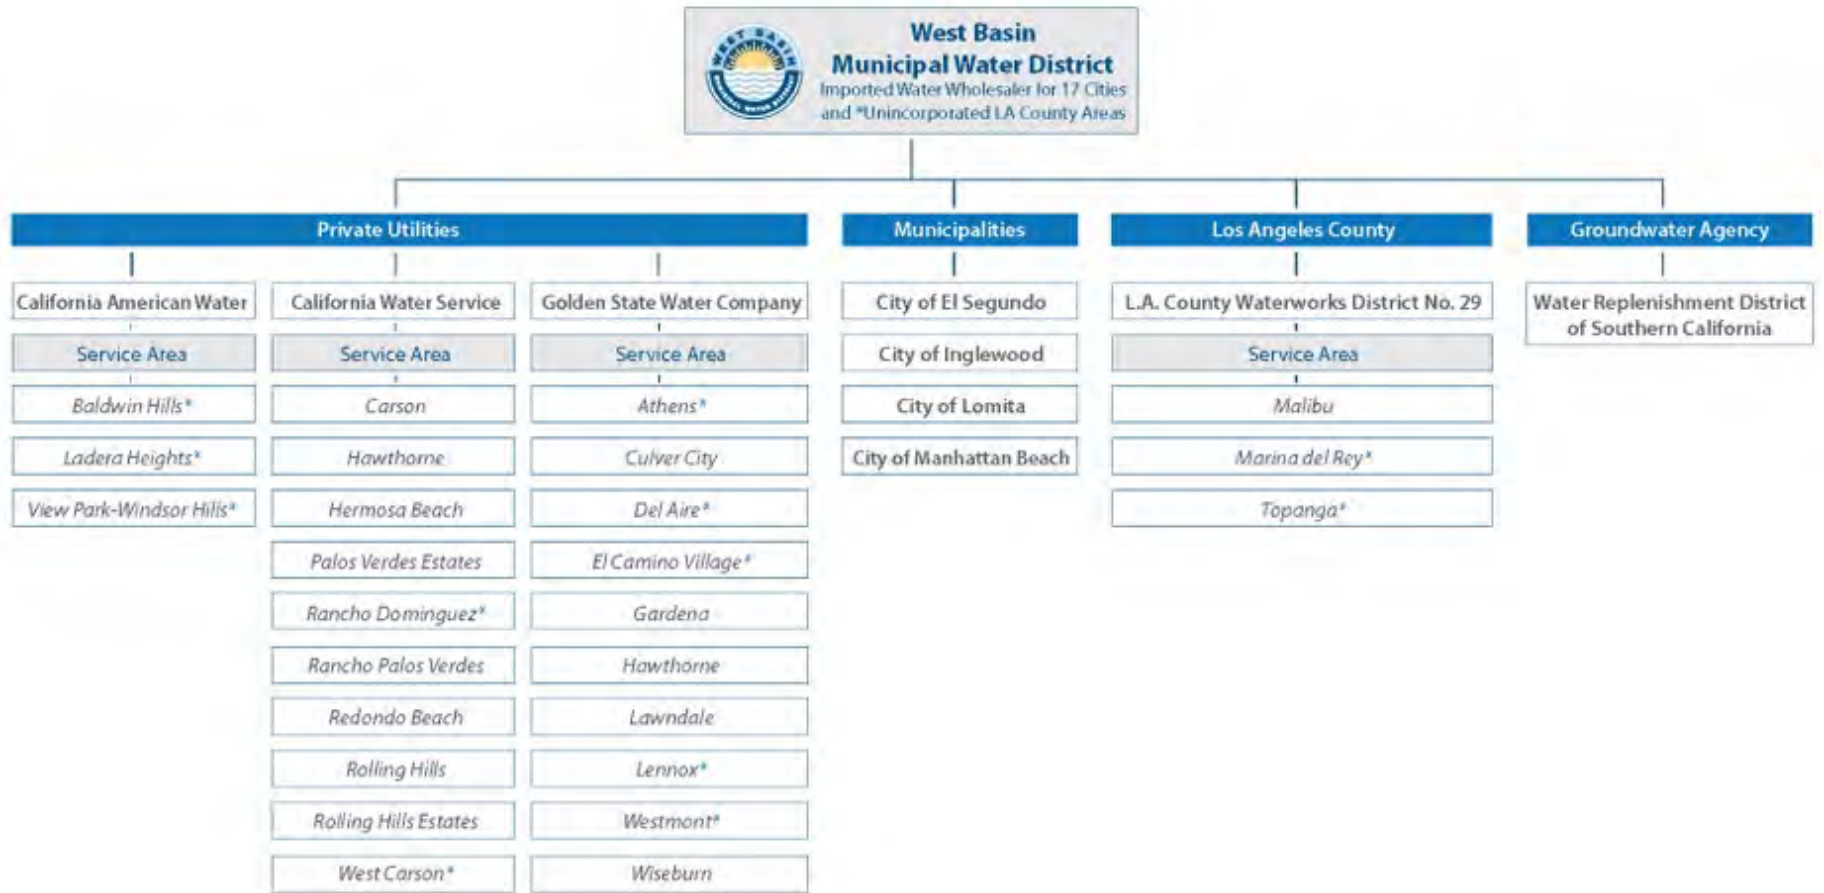 WEST BASIN
MUNICIPAL WATER DISTRICT
West Basin
Municipal Water District
Imported Water Wholesaler for 17 Cities
and *Unincorporated LA County Areas
Private Utilities
California American Water
Service Area
Baldwin Hills*
Ladera Heights*
View Park-Windsor Hills*
California Water Service
Service Area
Carson
Hawthorne
Hermosa Beach
Palos Verdes Estates
Rancho Dominguez*
Rancho Palos Verdes
Redondo Beach
Rolling Hills
Rolling Hills Estates
West Carson*
Golden State Water Company
Service Area
Athens*
Culver City
Del Aire*
El Camino Village*
Gardena
Hawthorne
Lawndale
Lennox*
Westmont*
Wiseburn
Municipalities
City of El Segundo
City of Inglewood
City of Lomita
City of Manhattan Beach
Los Angeles County
L.A. County Waterworks District No. 29
Service Area
Malibu
Marina del Rey*
Topanga*
Groundwater Agency
Water Replenishment District
of Southern California